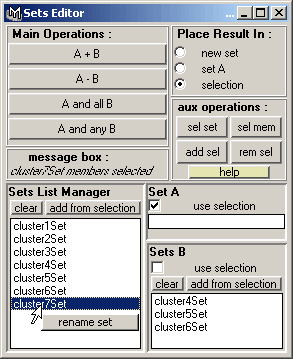 Sets Editor
Main Operations :
A + B
A - B
A and all B
A and any B
Place Result In :
new set
set A
selection
aux operations :
sel set
sel mem
add sel
rem sel
help
message box :
cluster7Set members selected
Sets List Manager
clear
add from selection
cluster1Set
cluster2Set
cluster3Set
cluster4Set
cluster5Set
cluster6Set
cluster7Set
rename set
Set A
use selection
Sets B
use selection
clear
add from selection
cluster4Set
cluster5Set
cluster6Set